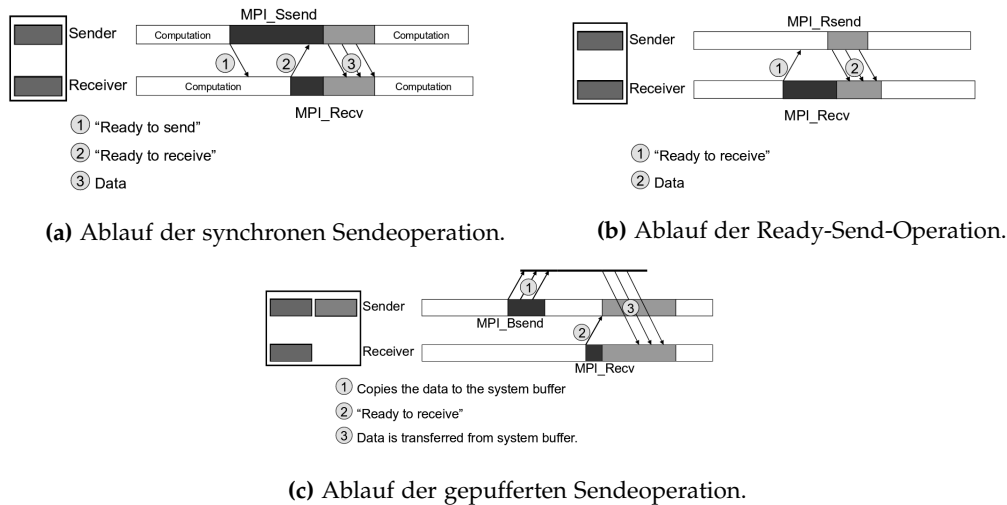 MPI_Ssend
Sender
Computation
Computation
1
2
3
Receiver
Computation
Computation
MPI_Recv
1 “Ready to send”
2 “Ready to receive”
3 Data
(a) Ablauf der synchronen Sendeoperation.
MPI_Rsend
Sender
1
2
Receiver
MPI_Recv
1 “Ready to receive”
2 Data
(b) Ablauf der Ready-Send-Operation.
1
Sender
3
MPI_Bsend
2
Receiver
MPI_Recv
1 Copies the data to the system buffer
2 “Ready to receive”
3 Data is transferred from system buffer.
(c) Ablauf der gepufferten Sendeoperation.